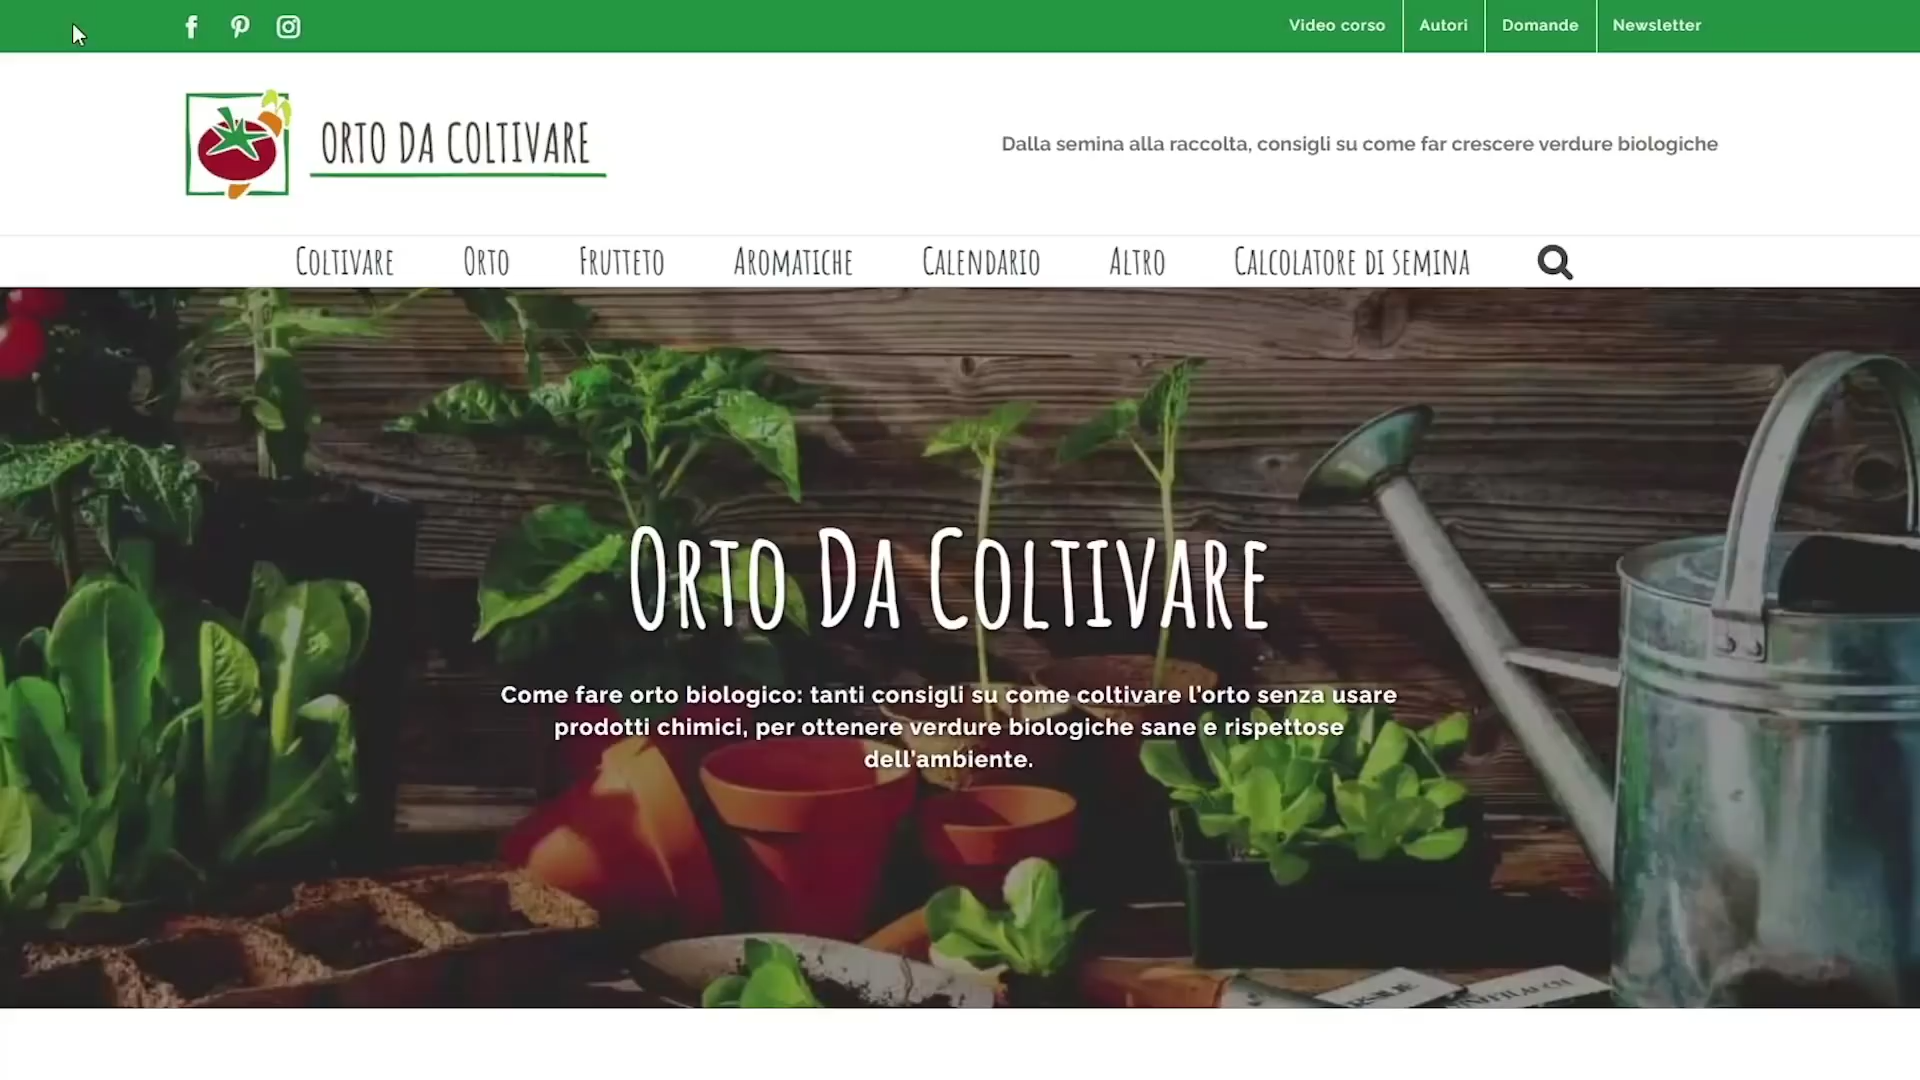 Video corso
Autori
Domande
Newsletter
ORTO DA COLTIVARE
Dalla semina alla raccolta, consigli su come far crescere verdure biologiche
COLTIVARE
ORTO
FRUTTETO
AROMATICHE
CALENDARIO
ALTRO
CALCOLATORE DI SEMINA
ORTO DA COLTIVARE
Come fare orto biologico: tanti consigli su come coltivare l’orto senza usare
prodotti chimici, per ottenere verdure biologiche sane e rispettose
dell’ambiente.